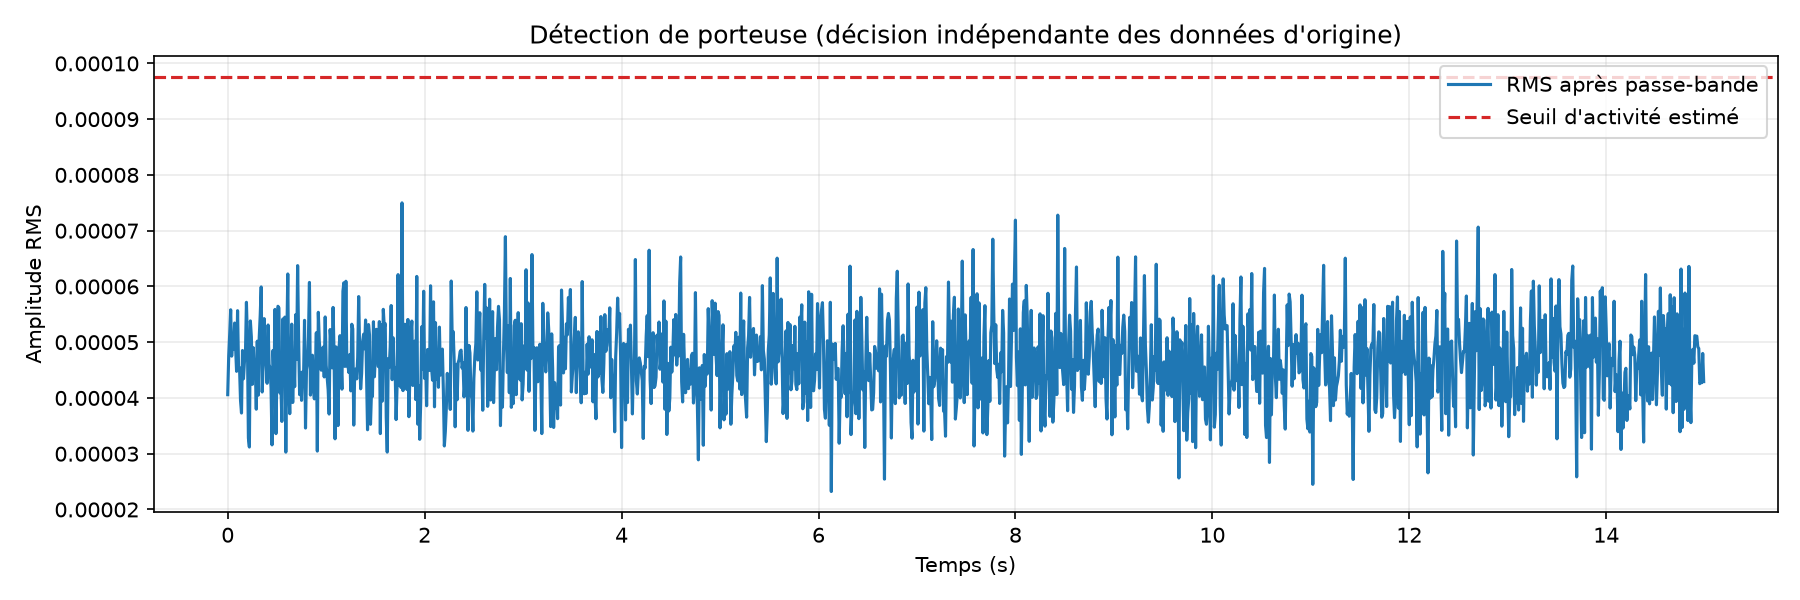 Détection de porteuse (décision indépendante des données d'origine)
0.00010
0.00009
0.00008
0.00007
0.00006
0.00005
0.00004
0.00003
0.00002
Amplitude RMS
RMS après passe-bande
Seuil d'activité estimé
0 2 4 6 8 10 12 14
Temps (s)